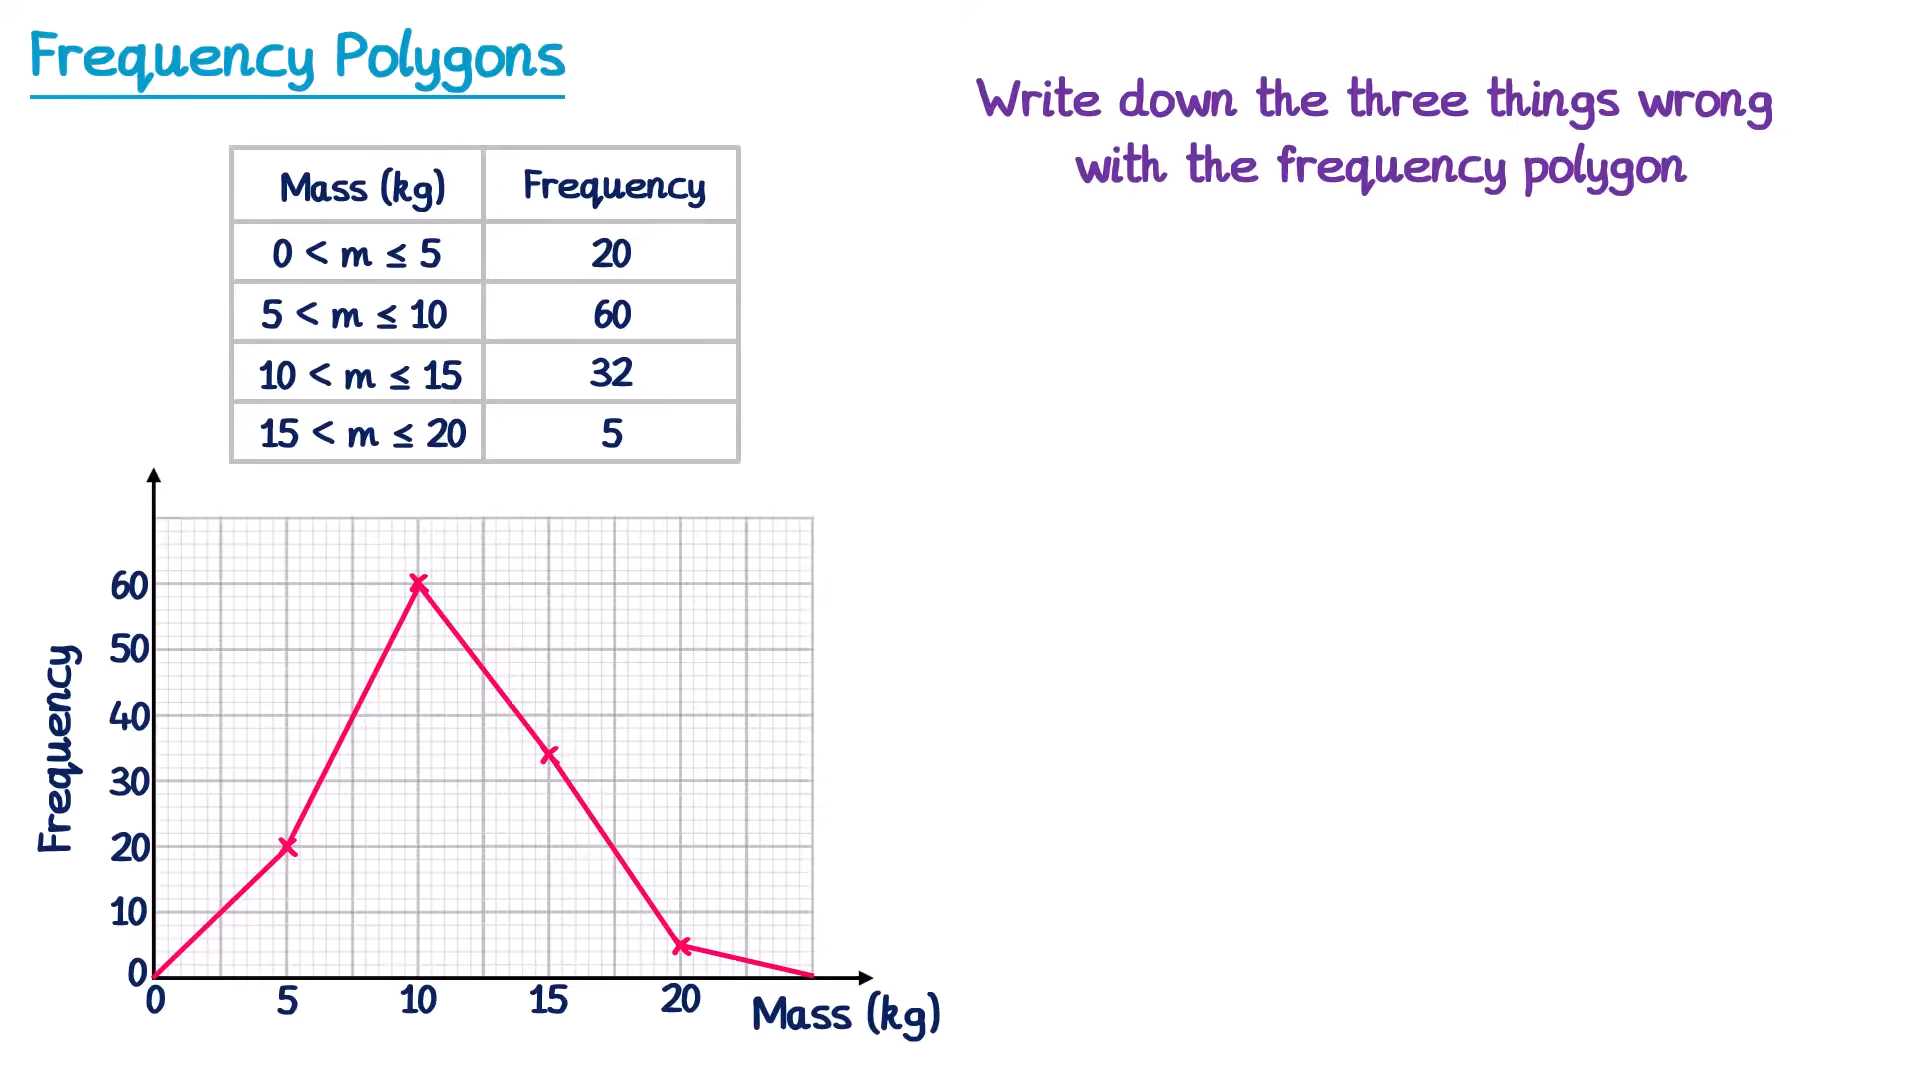 Frequency Polygons
Write down the three things wrong
with the frequency polygon
Mass (kg) Frequency
0 < m ≤ 5 20
5 < m ≤ 10 60
10 < m ≤ 15 32
15 < m ≤ 20 5
Frequency
60
50
40
30
20
10
0
0 5 10 15 20
Mass (kg)